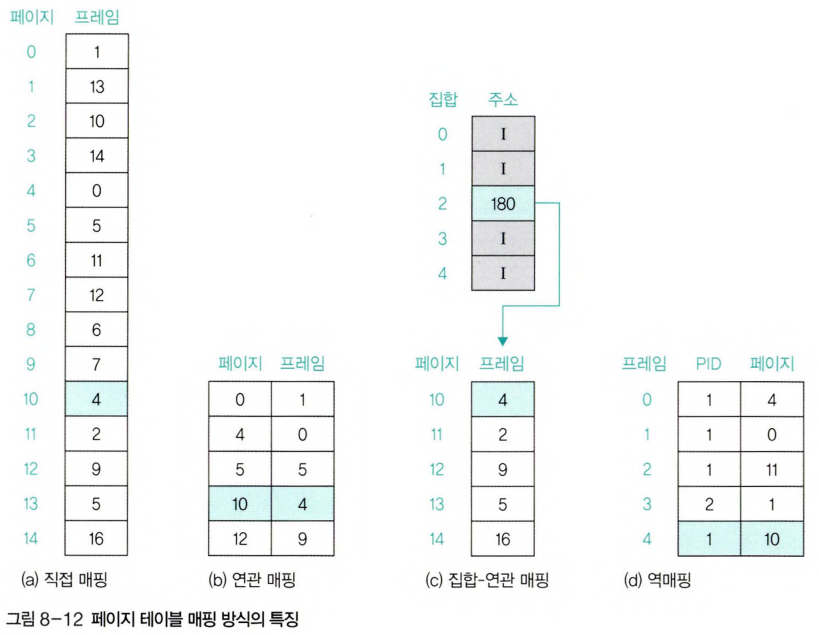 페이지 프레임
0 1
1 13
2 10
3 14
4 0
5 5
6 11
7 12
8 6
9 7
10 4
11 2
12 9
13 5
14 16
(a) 직접 매핑
페이지 프레임
0 1
4 0
5 5
10 4
12 9
(b) 연관 매핑
집합 주소
0 I
1 I
2 180
3 I
4 I
페이지 프레임
10 4
11 2
12 9
13 5
14 16
(c) 집합-연관 매핑
프레임 PID 페이지
0 1 4
1 1 0
2 1 11
3 2 1
4 1 10
(d) 역매핑
그림 8-12 페이지 테이블 매핑 방식의 특징